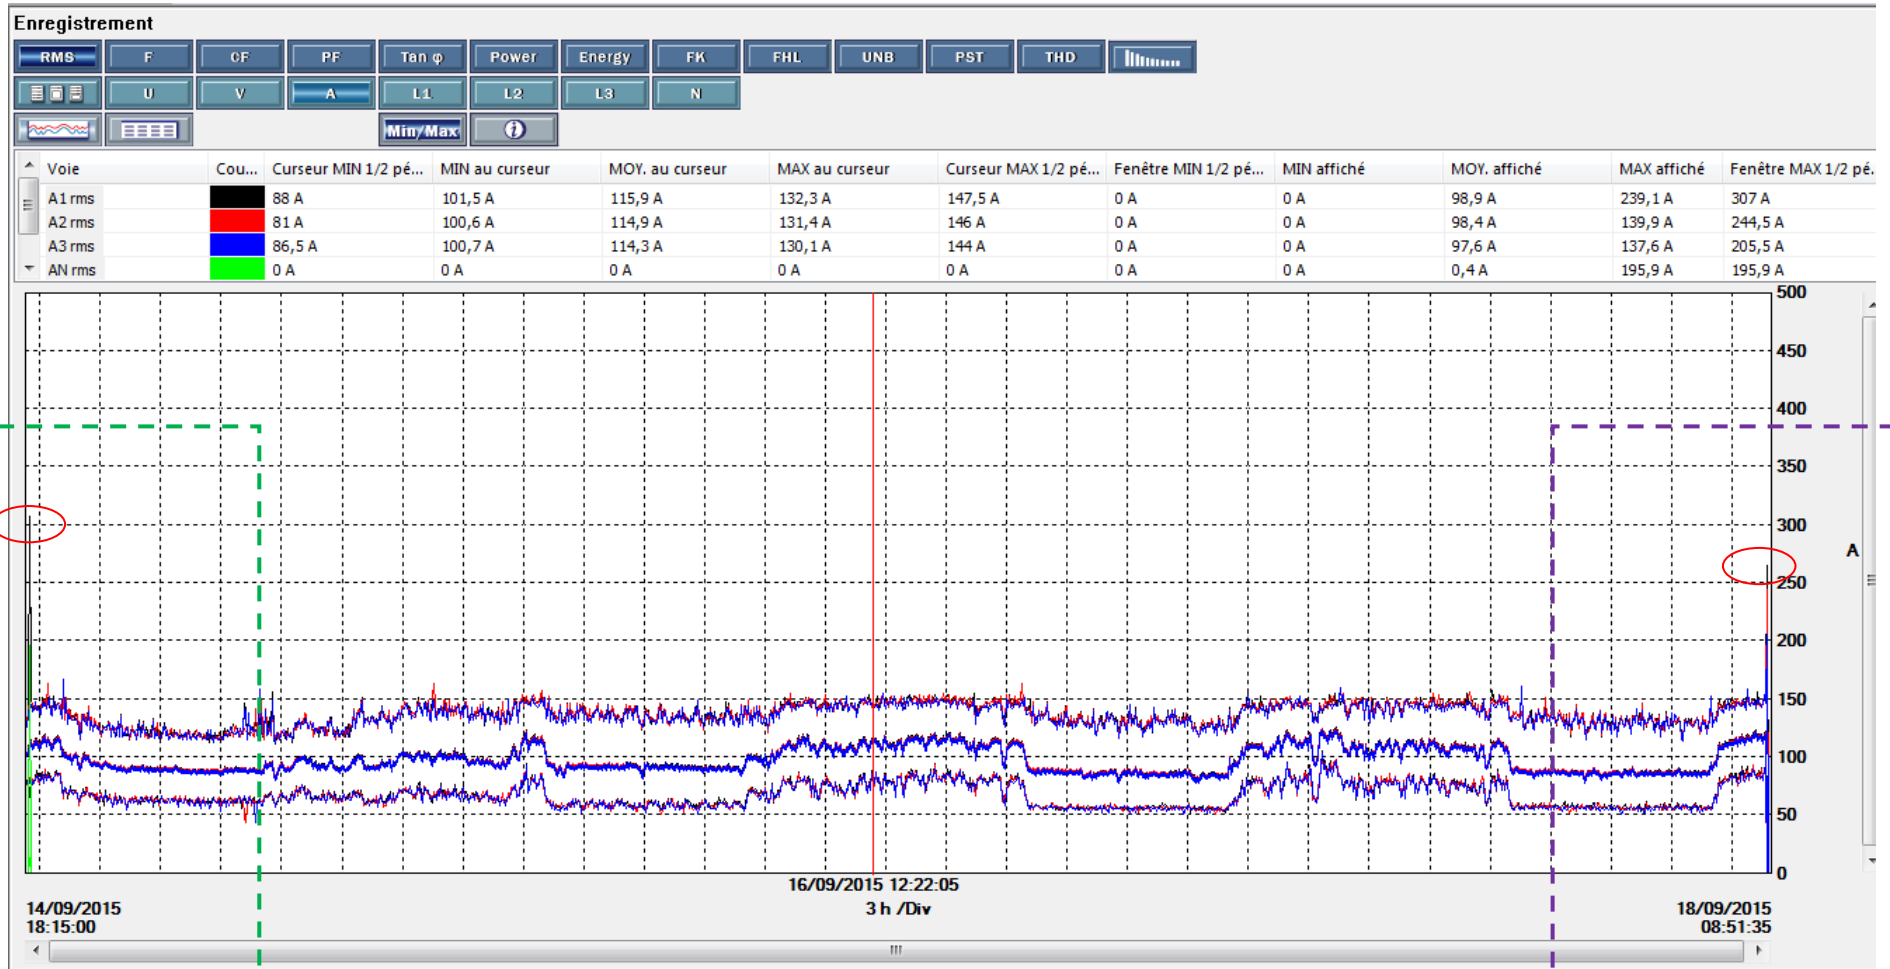 Enregistrement
RMS F CF PF Tan φ Power Energy FK FHL UNB PST THD
U V A L1 L2 L3 N
Min/Max i
Voie Cou... Curseur MIN 1/2 pé... MIN au curseur MOY. au curseur MAX au curseur Curseur MAX 1/2 pé... Fenêtre MIN 1/2 pé... MIN affiché MOY. affiché MAX affiché Fenêtre MAX 1/2 pé.
A1 rms 88 A 101,5 A 115,9 A 132,3 A 147,5 A 0 A 0 A 98,9 A 239,1 A 307 A
A2 rms 81 A 100,6 A 114,9 A 131,4 A 146 A 0 A 0 A 98,4 A 139,9 A 244,5 A
A3 rms 86,5 A 100,7 A 114,3 A 130,1 A 144 A 0 A 0 A 97,6 A 137,6 A 205,5 A
AN rms 0 A 0 A 0 A 0 A 0 A 0 A 0 A 0,4 A 195,9 A 195,9 A
500
450
400
350
300
A
250
200
150
100
50
0
16/09/2015 12:22:05
14/09/2015 3 h /Div 18/09/2015
18:15:00 08:51:35